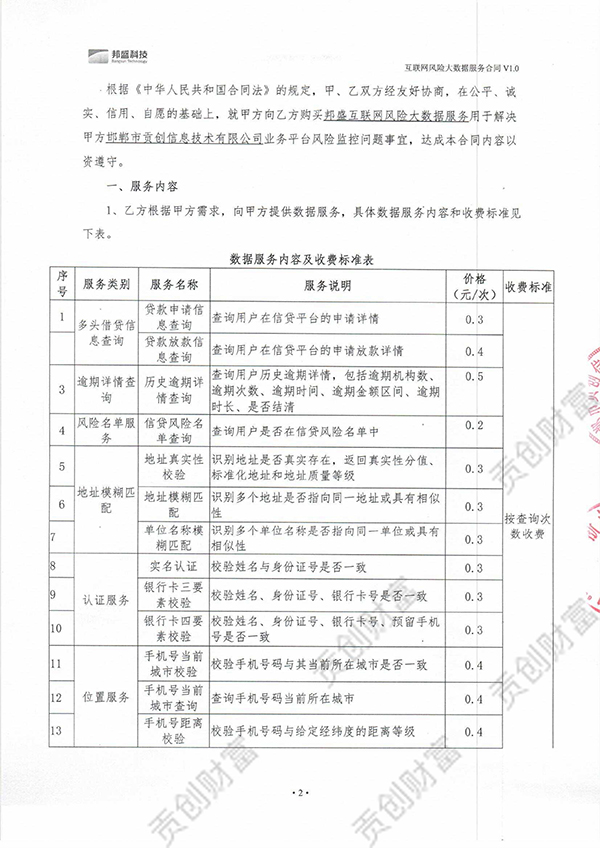 邦盛科技
Bangsun Technology
互联网风险大数据服务合同 V1.0
根据《中华人民共和国合同法》的规定，甲、乙双方经友好协商，在公平、诚
实、信用、自愿的基础上，就甲方向乙方购买邦盛互联网风险大数据服务用于解决
甲方邯郸市贡创信息技术有限公司业务平台风险监控问题事宜，达成本合同内容以
资遵守。
一、服务内容
1、乙方根据甲方需求，向甲方提供数据服务，具体数据服务内容和收费标准见
下表。
数据服务内容及收费标准表
序号 服务类别 服务名称 服务说明 价格（元/次） 收费标准
1 多头借贷信息查询 贷款申请信息查询 查询用户在信贷平台的申请详情 0.3 按查询次数收费
贷款放款信息查询 查询用户在信贷平台的申请放款详情 0.4
3 逾期详情查询 历史逾期详情查询 查询用户历史逾期详情，包括逾期机构数、
逾期次数、逾期时间、逾期金额区间、逾期
时长、是否结清 0.5
4 风险名单服务 信贷风险名单查询 查询用户是否在信贷风险名单中 0.2
5 地址模糊匹配 地址真实性校验 识别地址是否真实存在，返回真实性分值、
标准化地址和地址质量等级 0.3
6 地址模糊匹配 识别多个地址是否指向同一地址或具有相似
性 0.3
7 单位名称模糊匹配 识别多个单位名称是否指向同一单位或具有
相似性 0.3
8 认证服务 实名认证 校验姓名与身份证号是否一致 0.3
9 银行卡三要素校验 校验姓名、身份证号、银行卡号是否一致 0.3
10 银行卡四要素校验 校验姓名、身份证号、银行卡号、预留手机
号是否一致 0.3
11 位置服务 手机号当前城市校验 校验手机号码与其当前所在城市是否一致 0.4
12 手机号当前城市查询 查询手机号码当前所在城市 0.4
13 手机号距离校验 校验手机号码与给定经纬度的距离等级 0.4
·2·
贡创财富
贡创财富
贡创财富
贡创财富